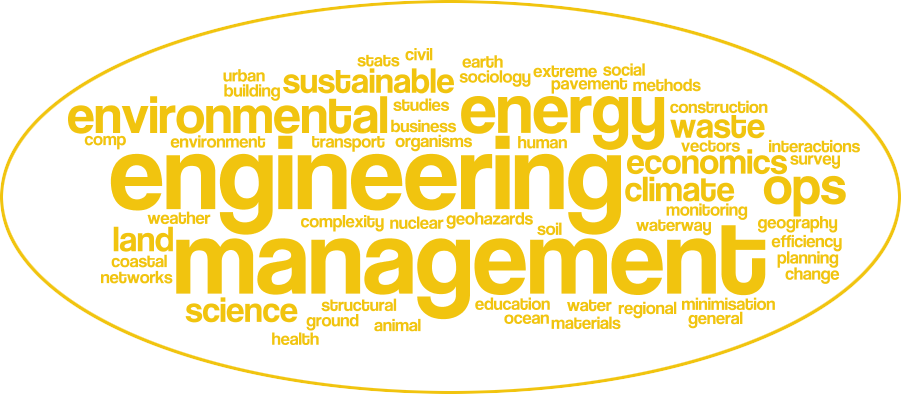 stats civil
urban sustainable sociology earth extreme social
building pavement methods
environmental studies energy construction
business waste
comp environment transport organisms human vectors interactions
engineering economics survey
climate ops
monitoring
weather complexity nuclear geohazards soil waterway geography
land management efficiency
coastal planning
networks change
science structural education water regional minimisation
ground animal ocean materials general
health